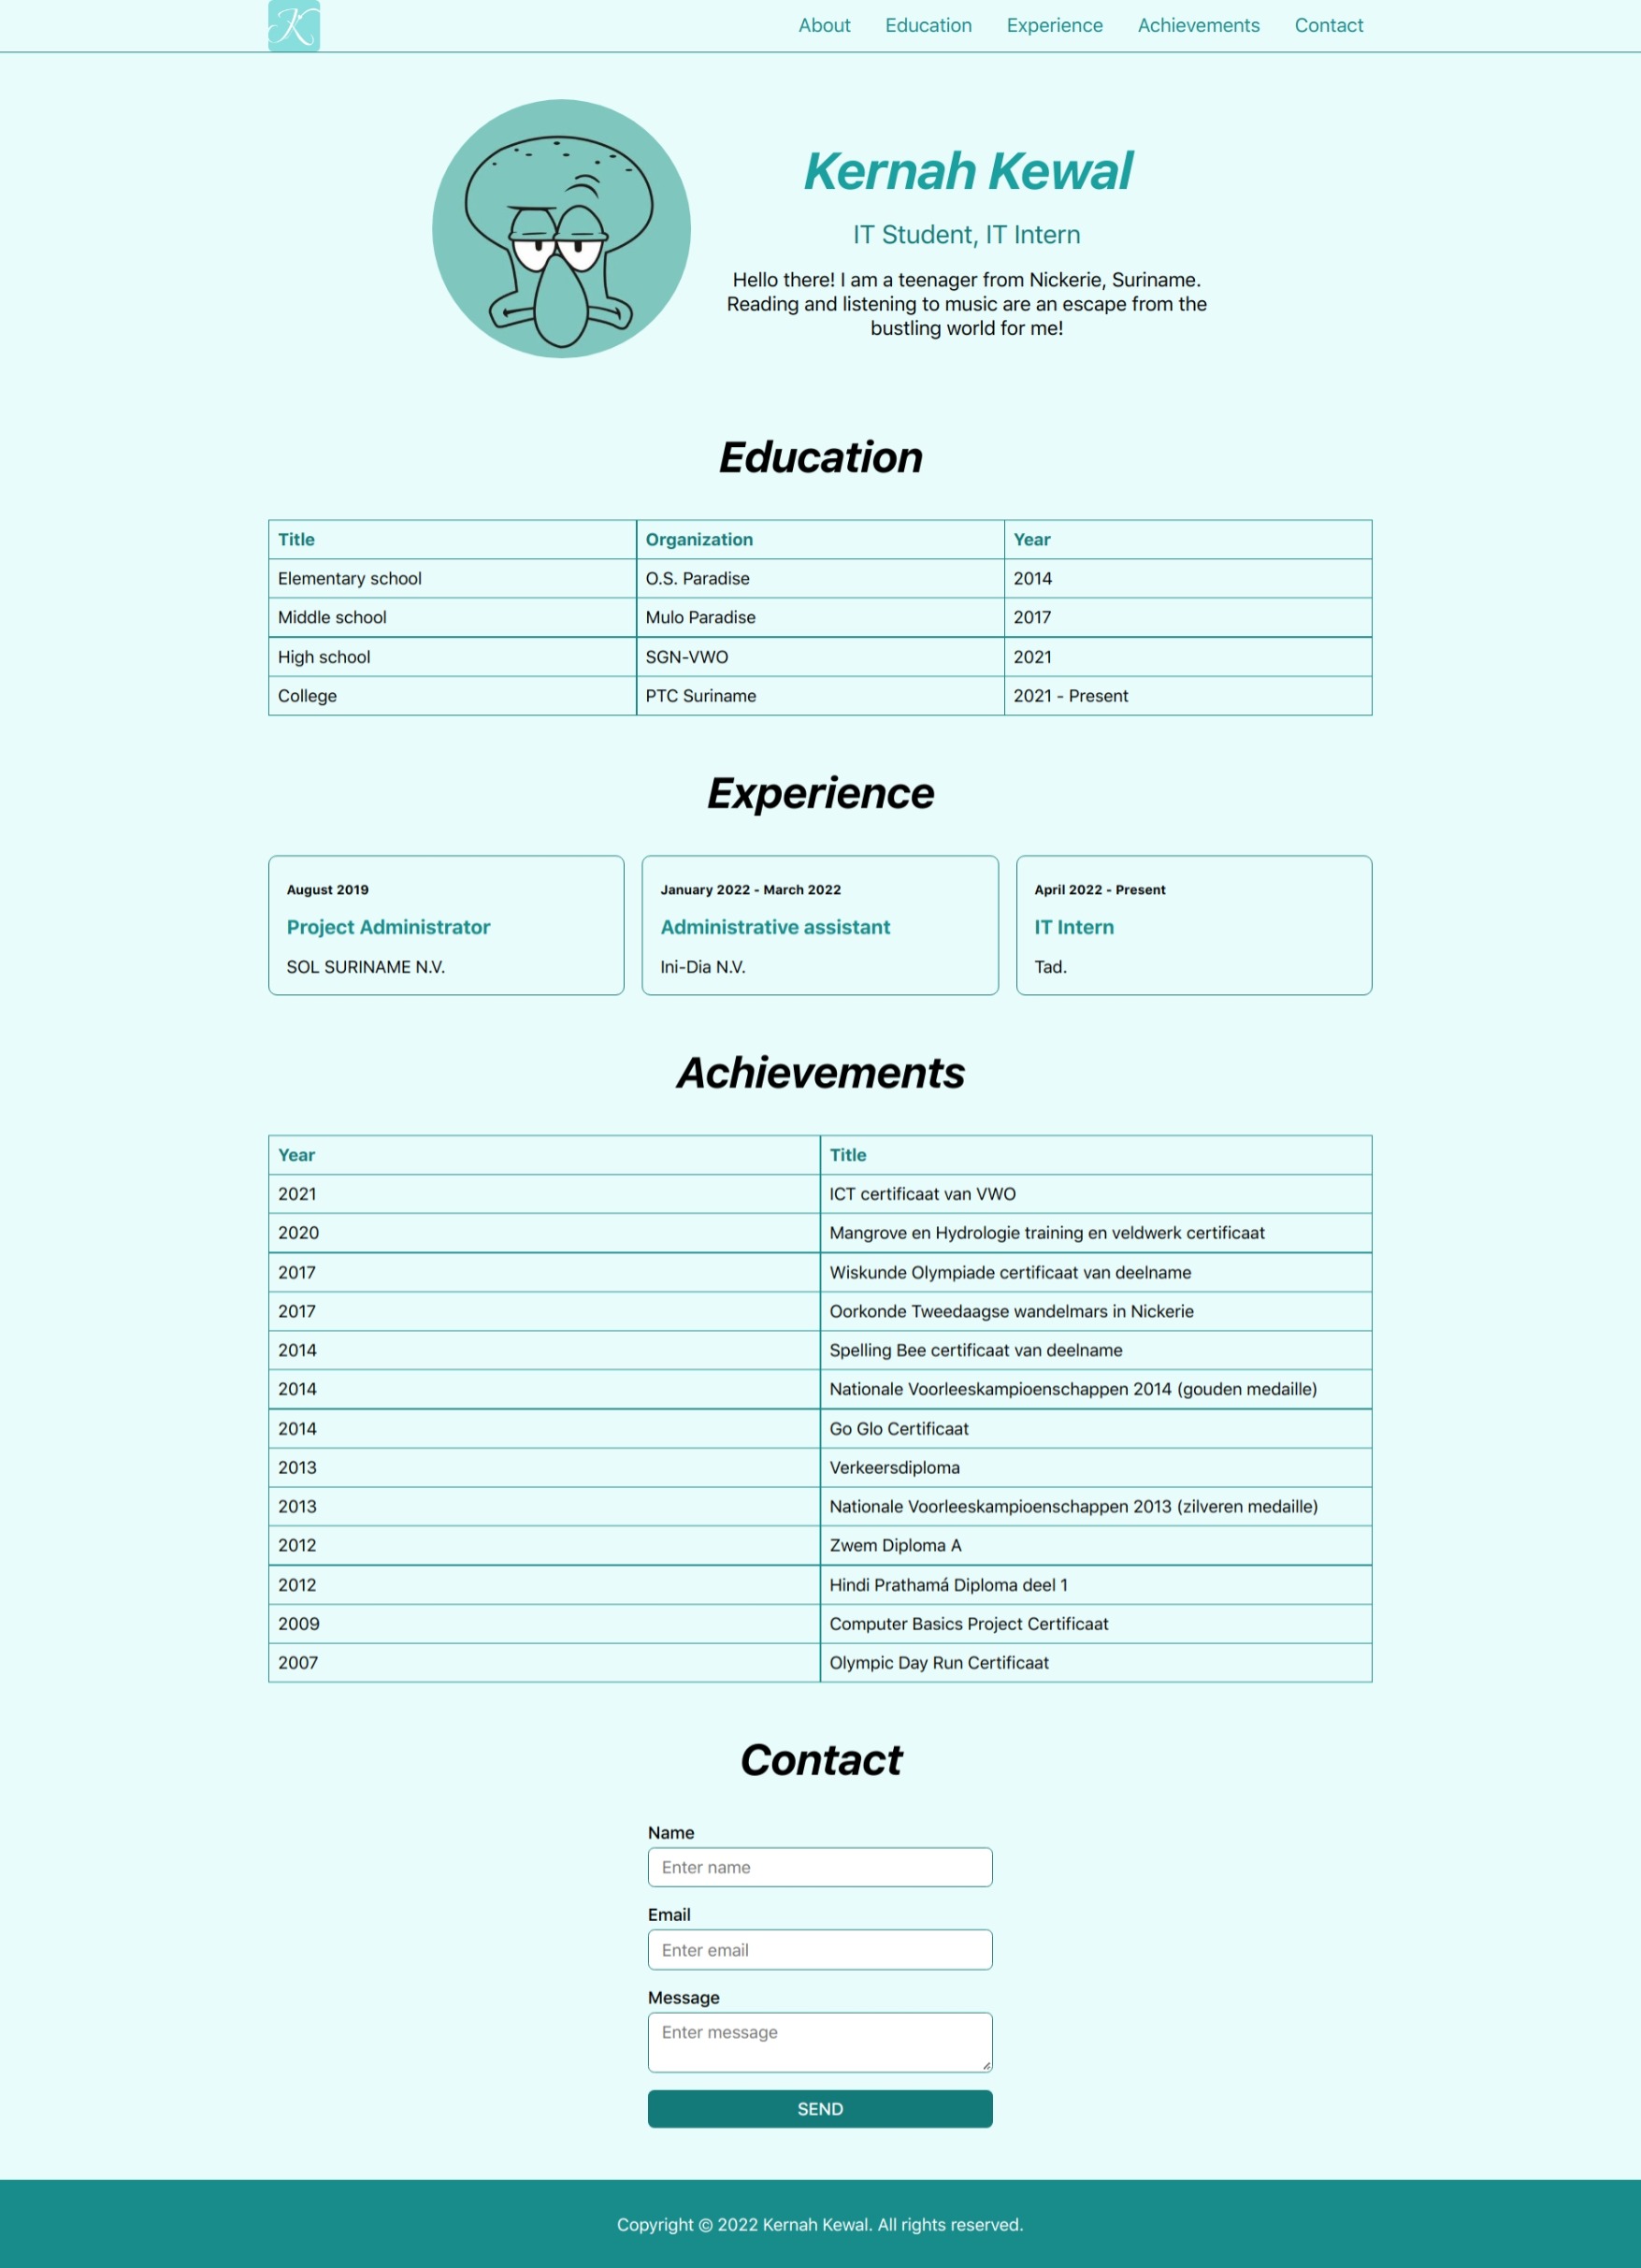 K
About Education Experience Achievements Contact
Kernah Kewal
IT Student, IT Intern
Hello there! I am a teenager from Nickerie, Suriname.
Reading and listening to music are an escape from the
bustling world for me!
Education
Title Organization Year
Elementary school O.S. Paradise 2014
Middle school Mulo Paradise 2017
High school SGN-VWO 2021
College PTC Suriname 2021 - Present
Experience
August 2019
Project Administrator
SOL SURINAME N.V.
January 2022 - March 2022
Administrative assistant
Ini-Dia N.V.
April 2022 - Present
IT Intern
Tad.
Achievements
Year Title
2021 ICT certificaat van VWO
2020 Mangrove en Hydrologie training en veldwerk certificaat
2017 Wiskunde Olympiade certificaat van deelname
2017 Oorkonde Tweedaagse wandelmars in Nickerie
2014 Spelling Bee certificaat van deelname
2014 Nationale Voorleeskampioenschappen 2014 (gouden medaille)
2014 Go Glo Certificaat
2013 Verkeersdiploma
2013 Nationale Voorleeskampioenschappen 2013 (zilveren medaille)
2012 Zwem Diploma A
2012 Hindi Prathamá Diploma deel 1
2009 Computer Basics Project Certificaat
2007 Olympic Day Run Certificaat
Contact
Name
Enter name
Email
Enter email
Message
Enter message
SEND
Copyright © 2022 Kernah Kewal. All rights reserved.